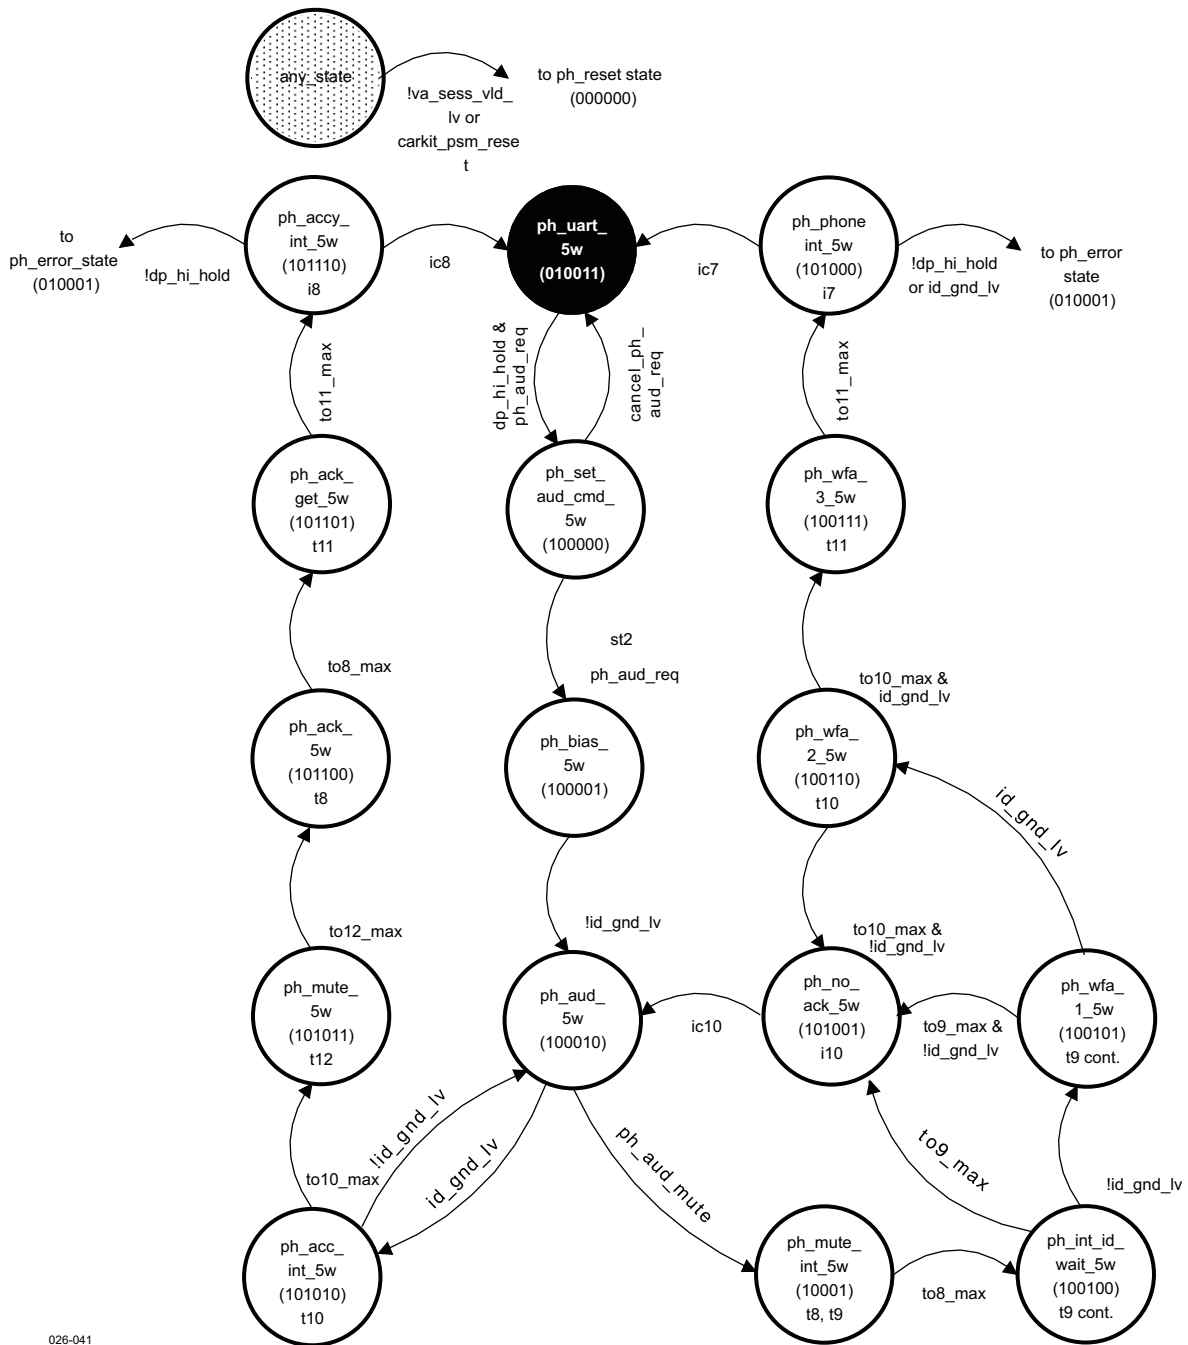 any_state
!va_sess_vld_
lv or
carkit_psm_rese
t
to ph_reset state
(000000)
to
ph_error_state
(010001)
!dp_hi_hold
ph_accy_
int_5w
(101110)
i8
ic8
ph_uart_
5w
(010011)
ic7
ph_phone
int_5w
(101000)
i7
!dp_hi_hold
or id_gnd_lv
to ph_error
state
(010001)
to11_max
dp_hi_hold &
ph_aud_req
cancel_ph_
aud_req
to11_max
ph_ack_
get_5w
(101101)
t11
ph_set_
aud_cmd_
5w
(100000)
ph_wfa_
3_5w
(100111)
t11
to8_max
st2
ph_aud_req
to10_max &
id_gnd_lv
ph_ack_
5w
(101100)
t8
ph_bias_
5w
(100001)
ph_wfa_
2_5w
(100110)
t10
id_gnd_lv
to12_max
!id_gnd_lv
to10_max &
!id_gnd_lv
ph_mute_
5w
(101011)
t12
ph_aud_
5w
(100010)
ic10
ph_no_
ack_5w
(101001)
i10
to9_max &
!id_gnd_lv
ph_wfa_
1_5w
(100101)
t9 cont.
to10_max
!id_gnd_lv
id_gnd_lv
ph_aud_mute
to9_max
!id_gnd_lv
ph_acc_
int_5w
(101010)
t10
ph_mute_
int_5w
(10001)
t8, t9
to8_max
ph_int_id_
wait_5w
(100100)
t9 cont.
026-041